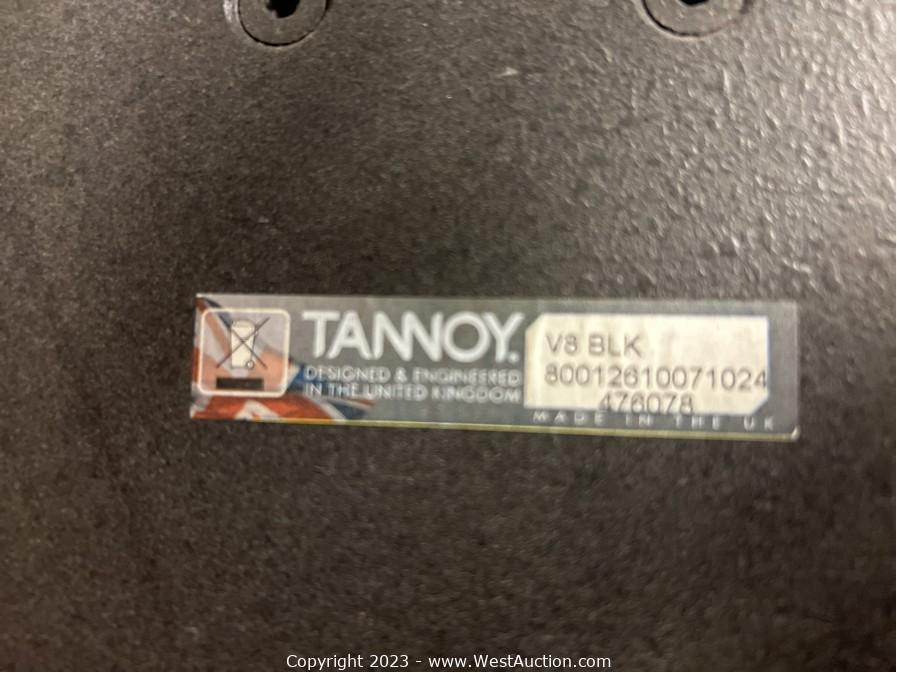 TANNOY.
DESIGNED & ENGINEERED
IN THE UNITED KINGDOM
V8 BLK
80012610071024
476078
MADE IN THE UK
Copyright 2023 - www.WestAuction.com